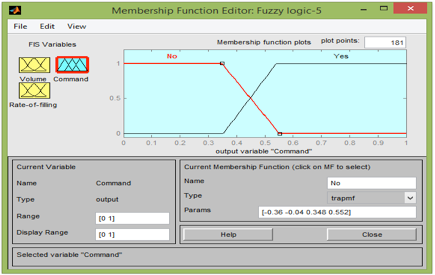 Membership Function Editor: Fuzzy logic-5
File Edit View
FIS Variables
Membership function plots plot points: 181
Volume Command
Rate-of-filling
No Yes
1
0.5
0
0 0.1 0.2 0.3 0.4 0.5 0.6 0.7 0.8 0.9 1
output variable "Command"
Current Variable
Name Command
Type output
Range [0 1]
Display Range [0 1]
Current Membership Function (click on MF to select)
Name No
Type trapmf
Params [-0.36 -0.04 0.348 0.552]
Help Close
Selected variable "Command"